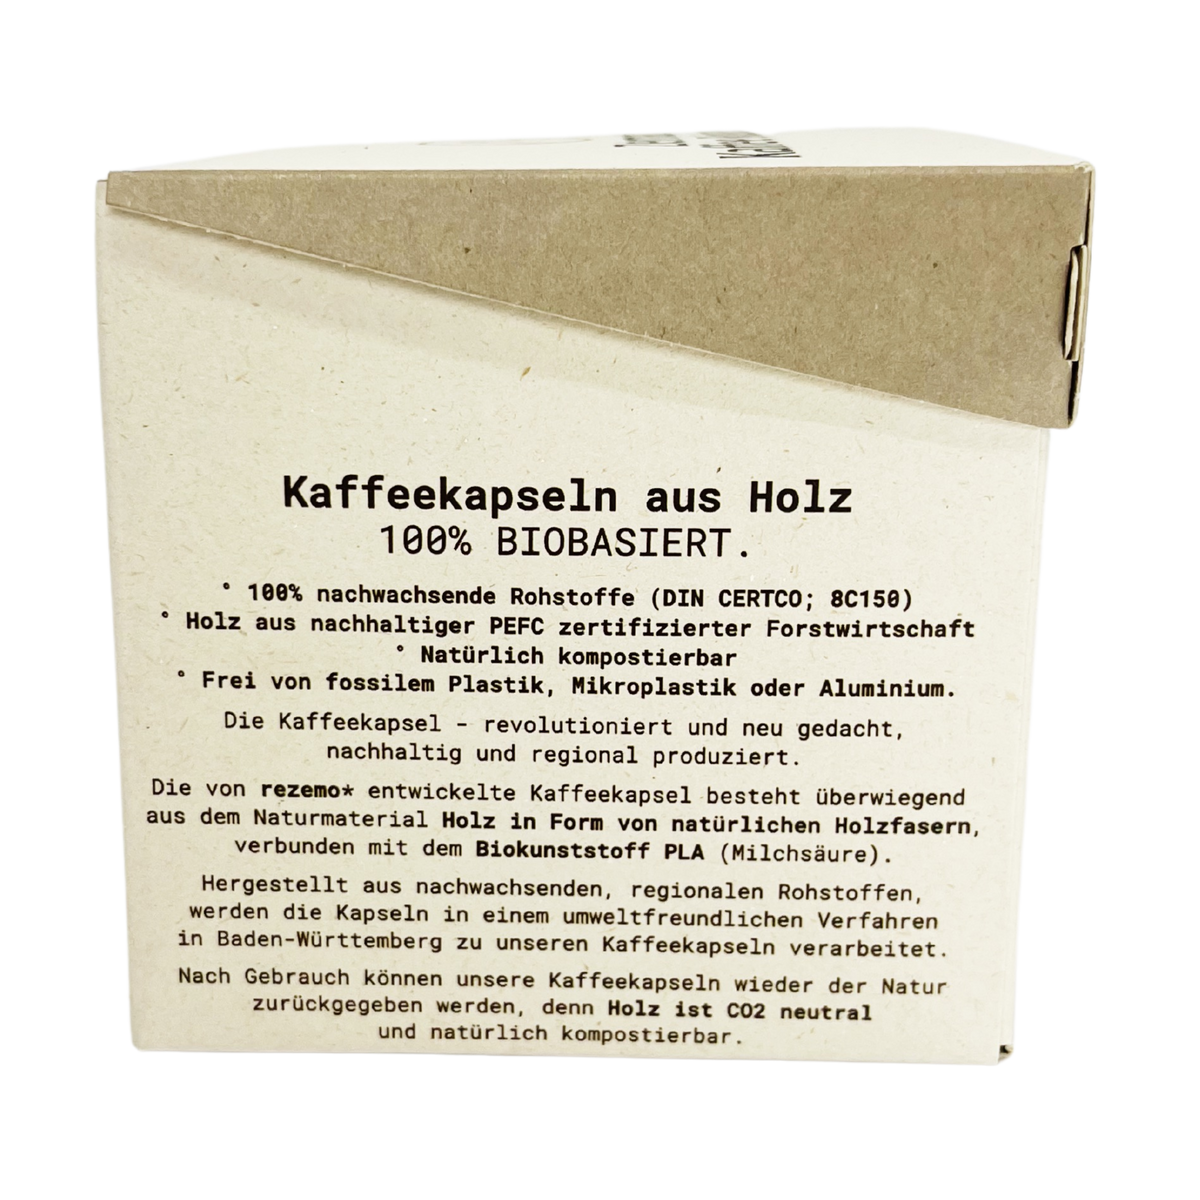 Kaffeekapseln aus Holz
100% BIOBASIERT.
° 100% nachwachsende Rohstoffe (DIN CERTCO; 8C150)
° Holz aus nachhaltiger PEFC zertifizierter Forstwirtschaft
° Natürlich kompostierbar
° Frei von fossilem Plastik, Mikroplastik oder Aluminium.
Die Kaffeekapsel – revolutioniert und neu gedacht,
nachhaltig und regional produziert.
Die von rezemo* entwickelte Kaffeekapsel besteht überwiegend
aus dem Naturmaterial Holz in Form von natürlichen Holzfasern,
verbunden mit dem Biokunststoff PLA (Milchsäure).
Hergestellt aus nachwachsenden, regionalen Rohstoffen,
werden die Kapseln in einem umweltfreundlichen Verfahren
in Baden-Württemberg zu unseren Kaffeekapseln verarbeitet.
Nach Gebrauch können unsere Kaffeekapseln wieder der Natur
zurückgegeben werden, denn Holz ist CO2 neutral
und natürlich kompostierbar.